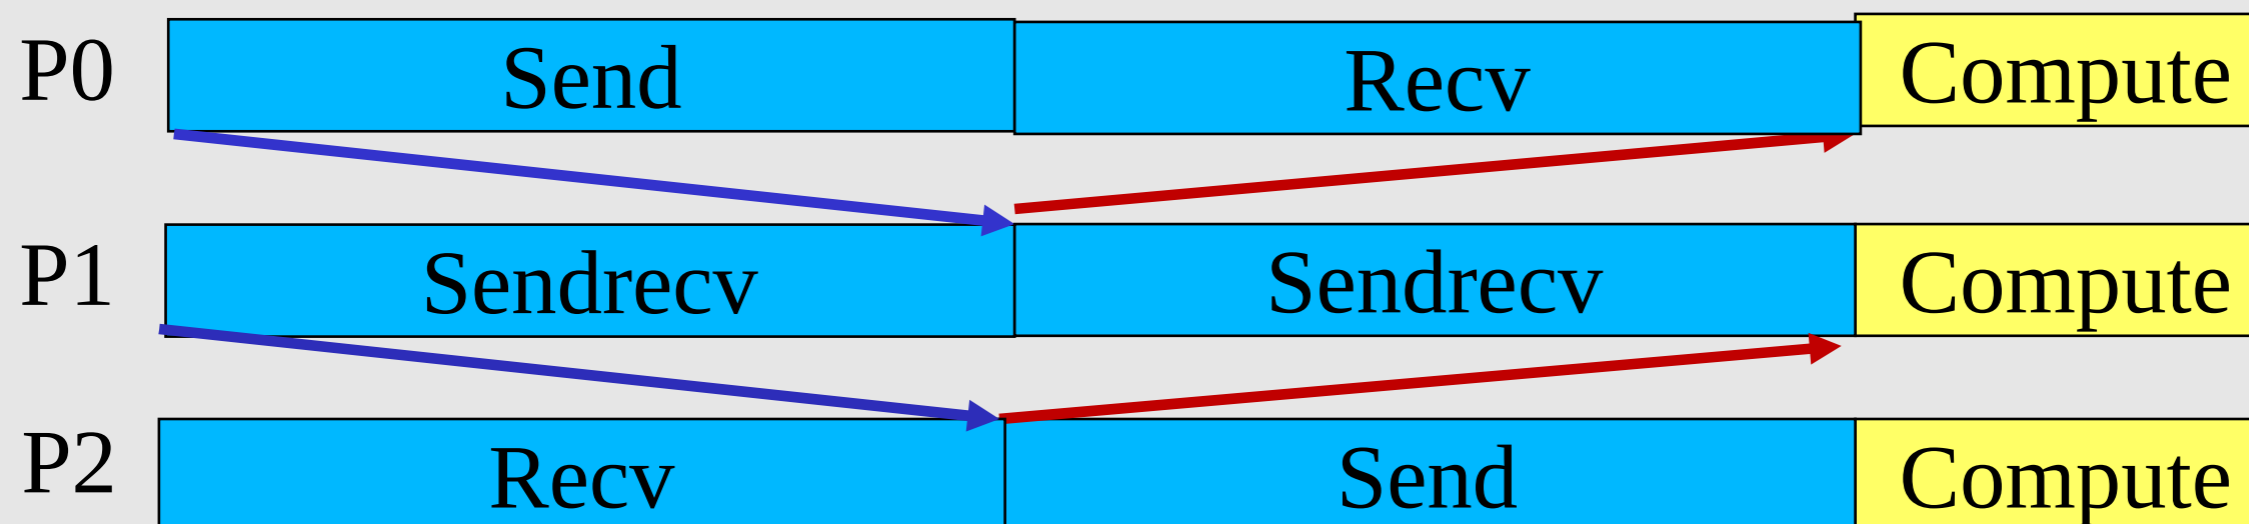 P0 Send Recv Compute
P1 Sendrecv Sendrecv Compute
P2 Recv Send Compute